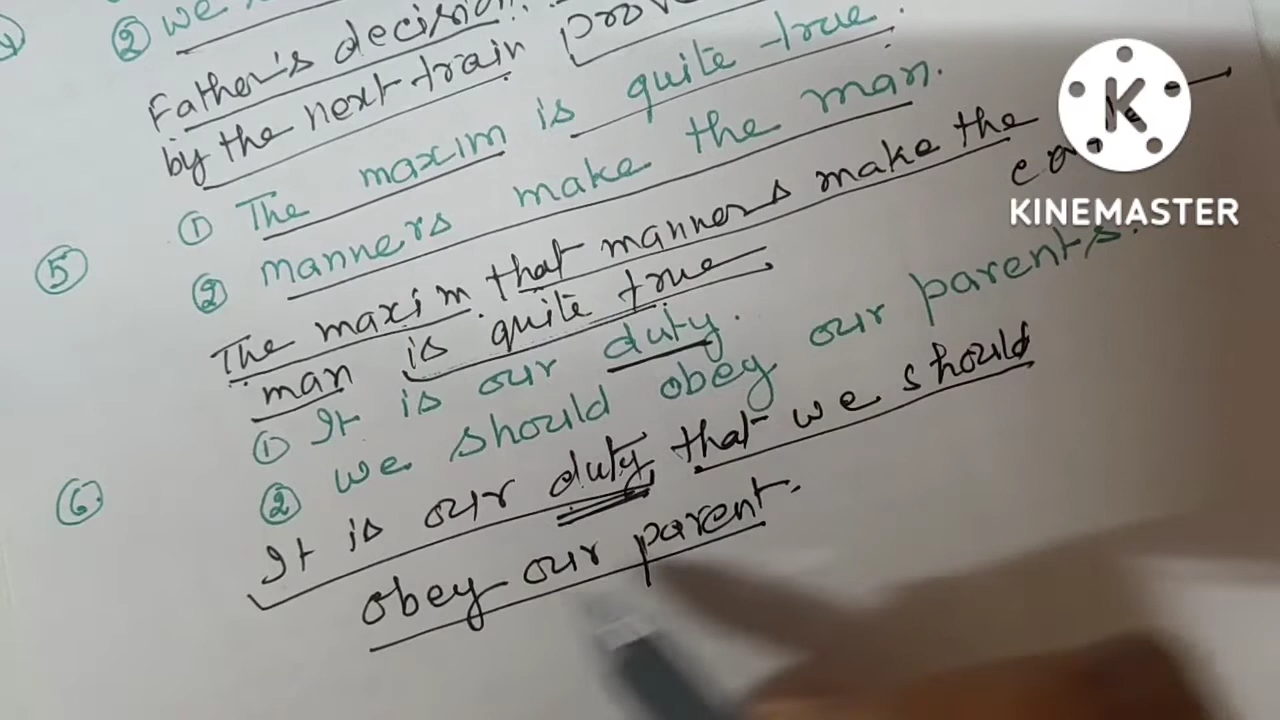 ② we
Father's decision
by the next train
⑤ ① The maxim is quite true.
② Manners make the man.
The maxim that manners make the
man is quite true
⑥ ① It is our duty.
② we should obey our parents.
It is our duty that we should
obey our parent.
KINEMASTER